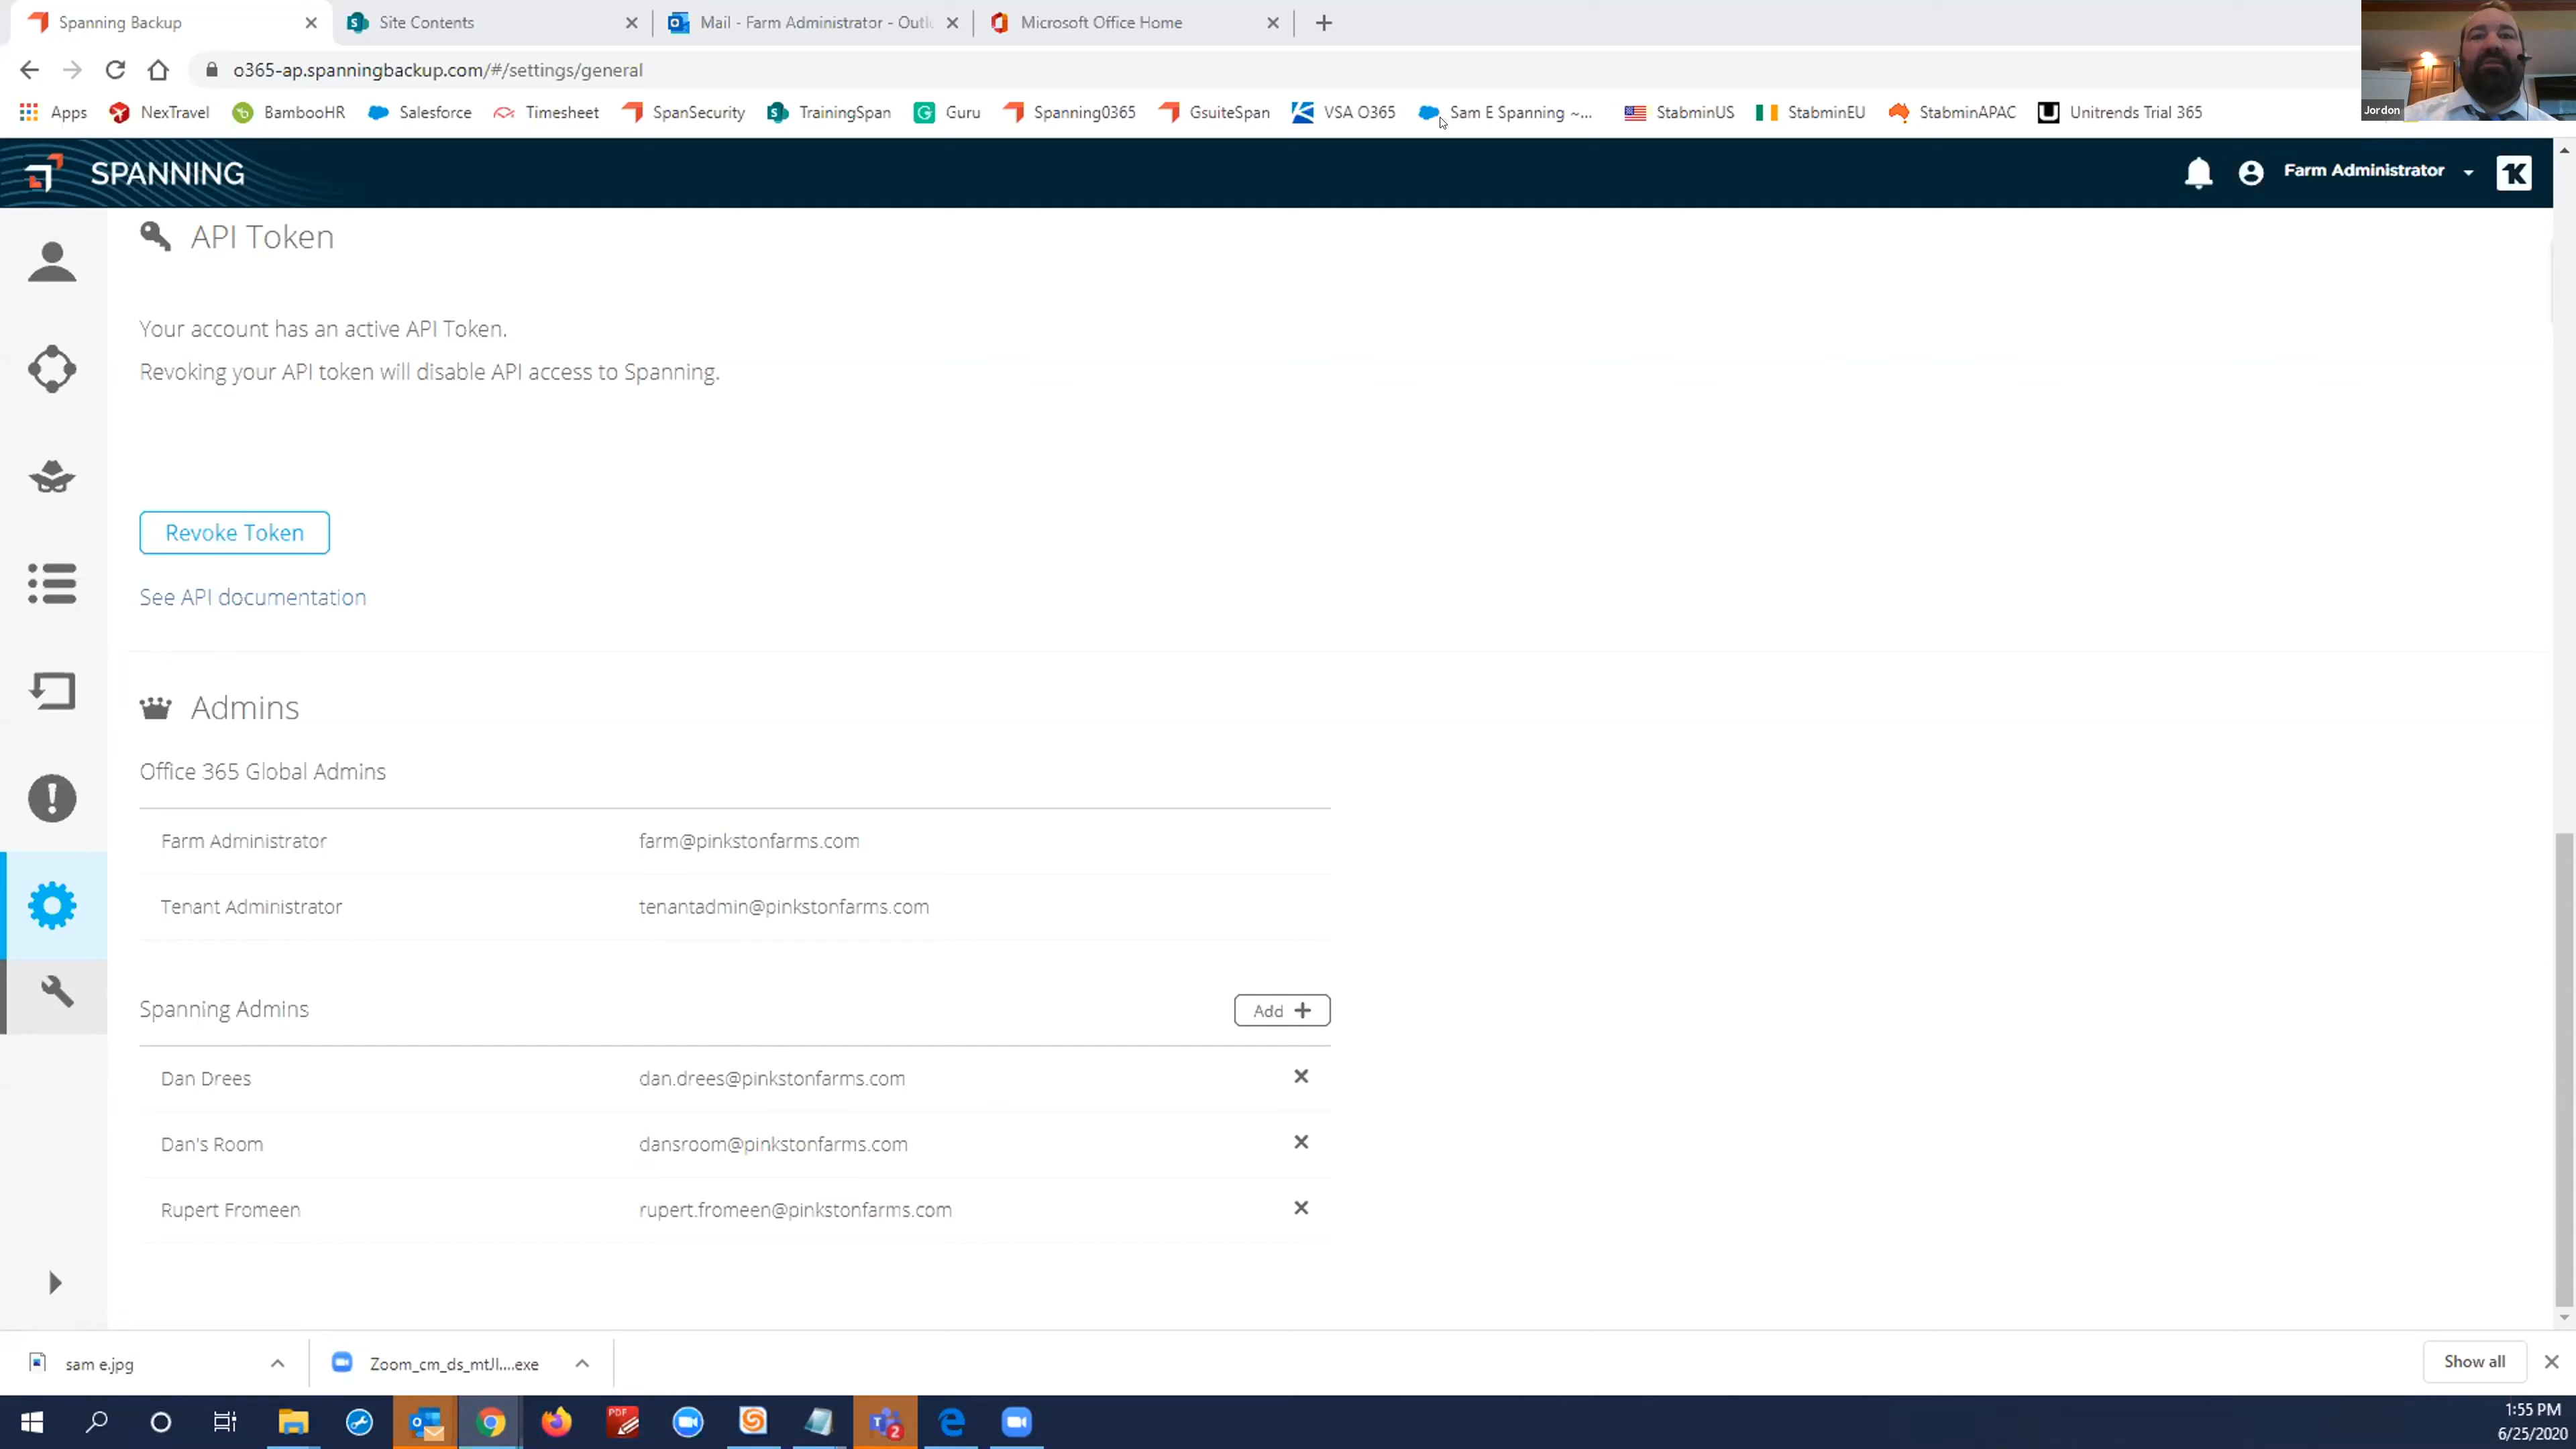 Spanning Backup
Site Contents
Mail - Farm Administrator - Outl
Microsoft Office Home
o365-ap.spanningbackup.com/#/settings/general
Apps
NexTravel
BambooHR
Salesforce
Timesheet
SpanSecurity
TrainingSpan
Guru
Spanning0365
GsuiteSpan
VSA O365
Sam E Spanning ~...
StabminUS
StabminEU
StabminAPAC
Unitrends Trial 365
Jordon
SPANNING
Farm Administrator
API Token
Your account has an active API Token.
Revoking your API token will disable API access to Spanning.
Revoke Token
See API documentation
Admins
Office 365 Global Admins
Farm Administrator farm@pinkstonfarms.com
Tenant Administrator tenantadmin@pinkstonfarms.com
Spanning Admins
Add +
Dan Drees dan.drees@pinkstonfarms.com
Dan's Room dansroom@pinkstonfarms.com
Rupert Fromeen rupert.fromeen@pinkstonfarms.com
sam e.jpg
Zoom_cm_ds_mtJl....exe
Show all
PDF
2
1:55 PM
6/25/2020